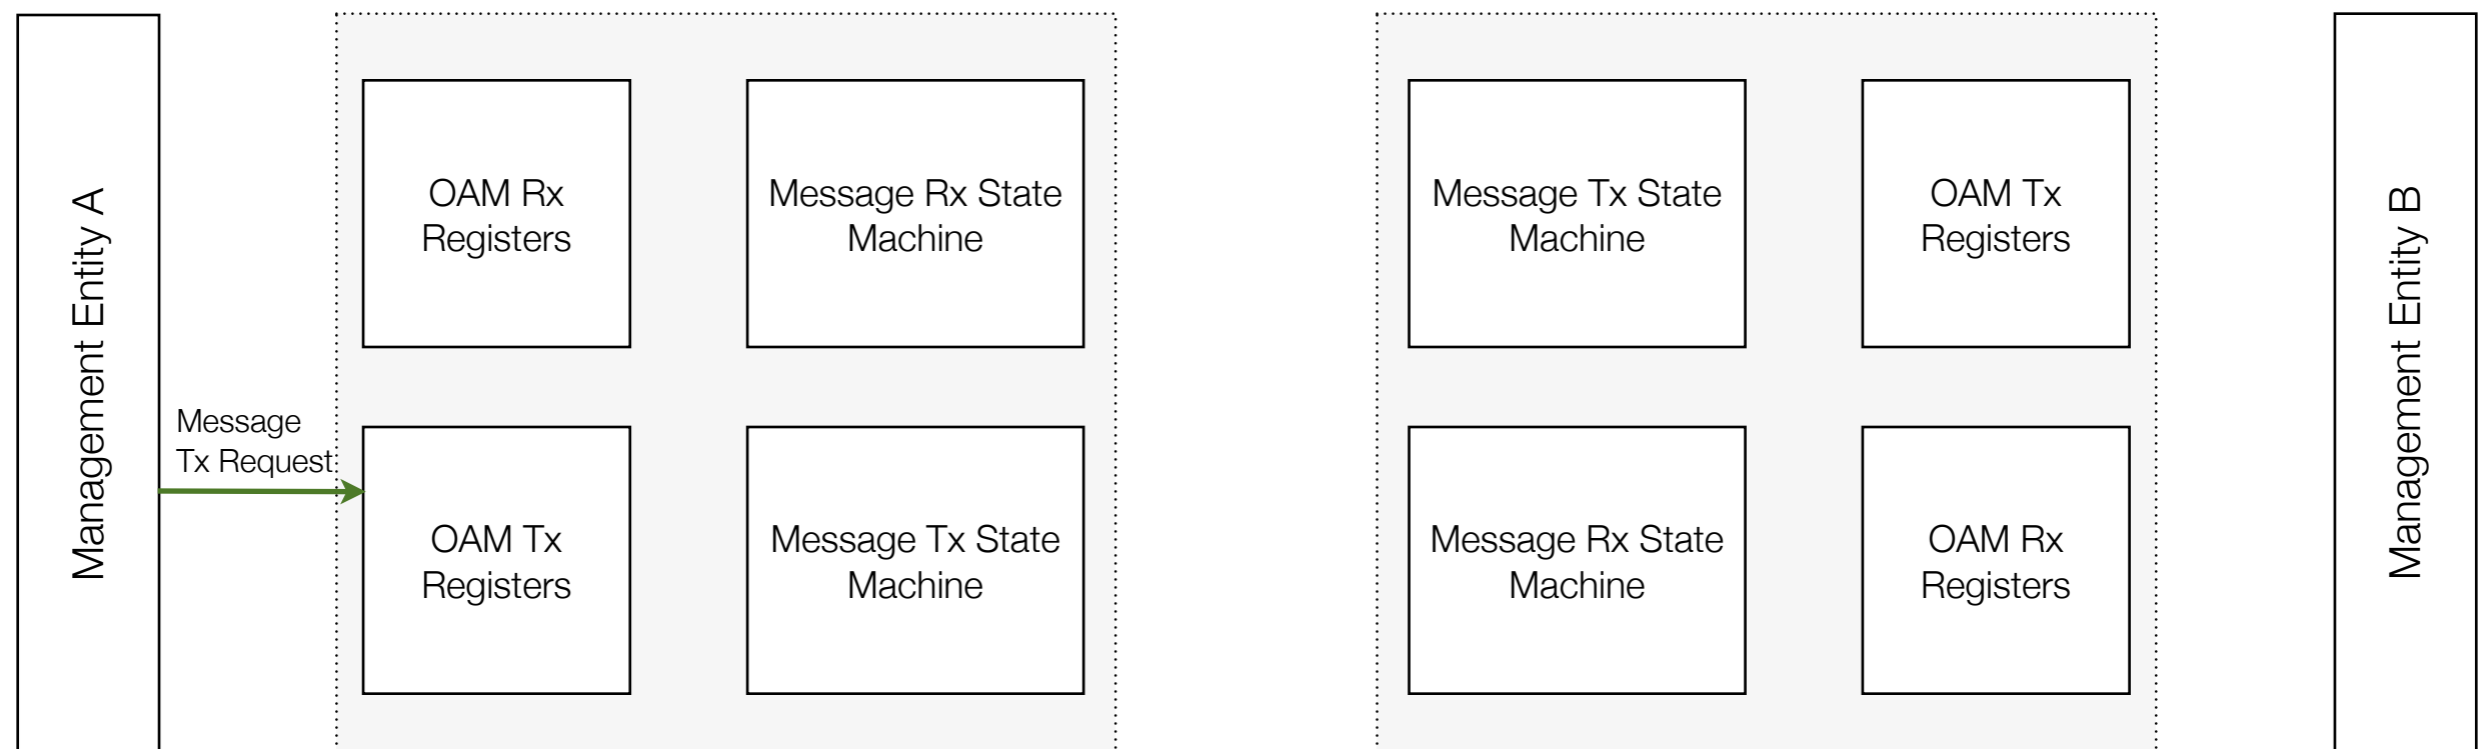 Management Entity A
OAM Rx
Registers
Message Rx State
Machine
Message Tx State
Machine
OAM Tx
Registers
Message
Tx Request
OAM Tx
Registers
Message Tx State
Machine
Message Rx State
Machine
OAM Rx
Registers
Management Entity B